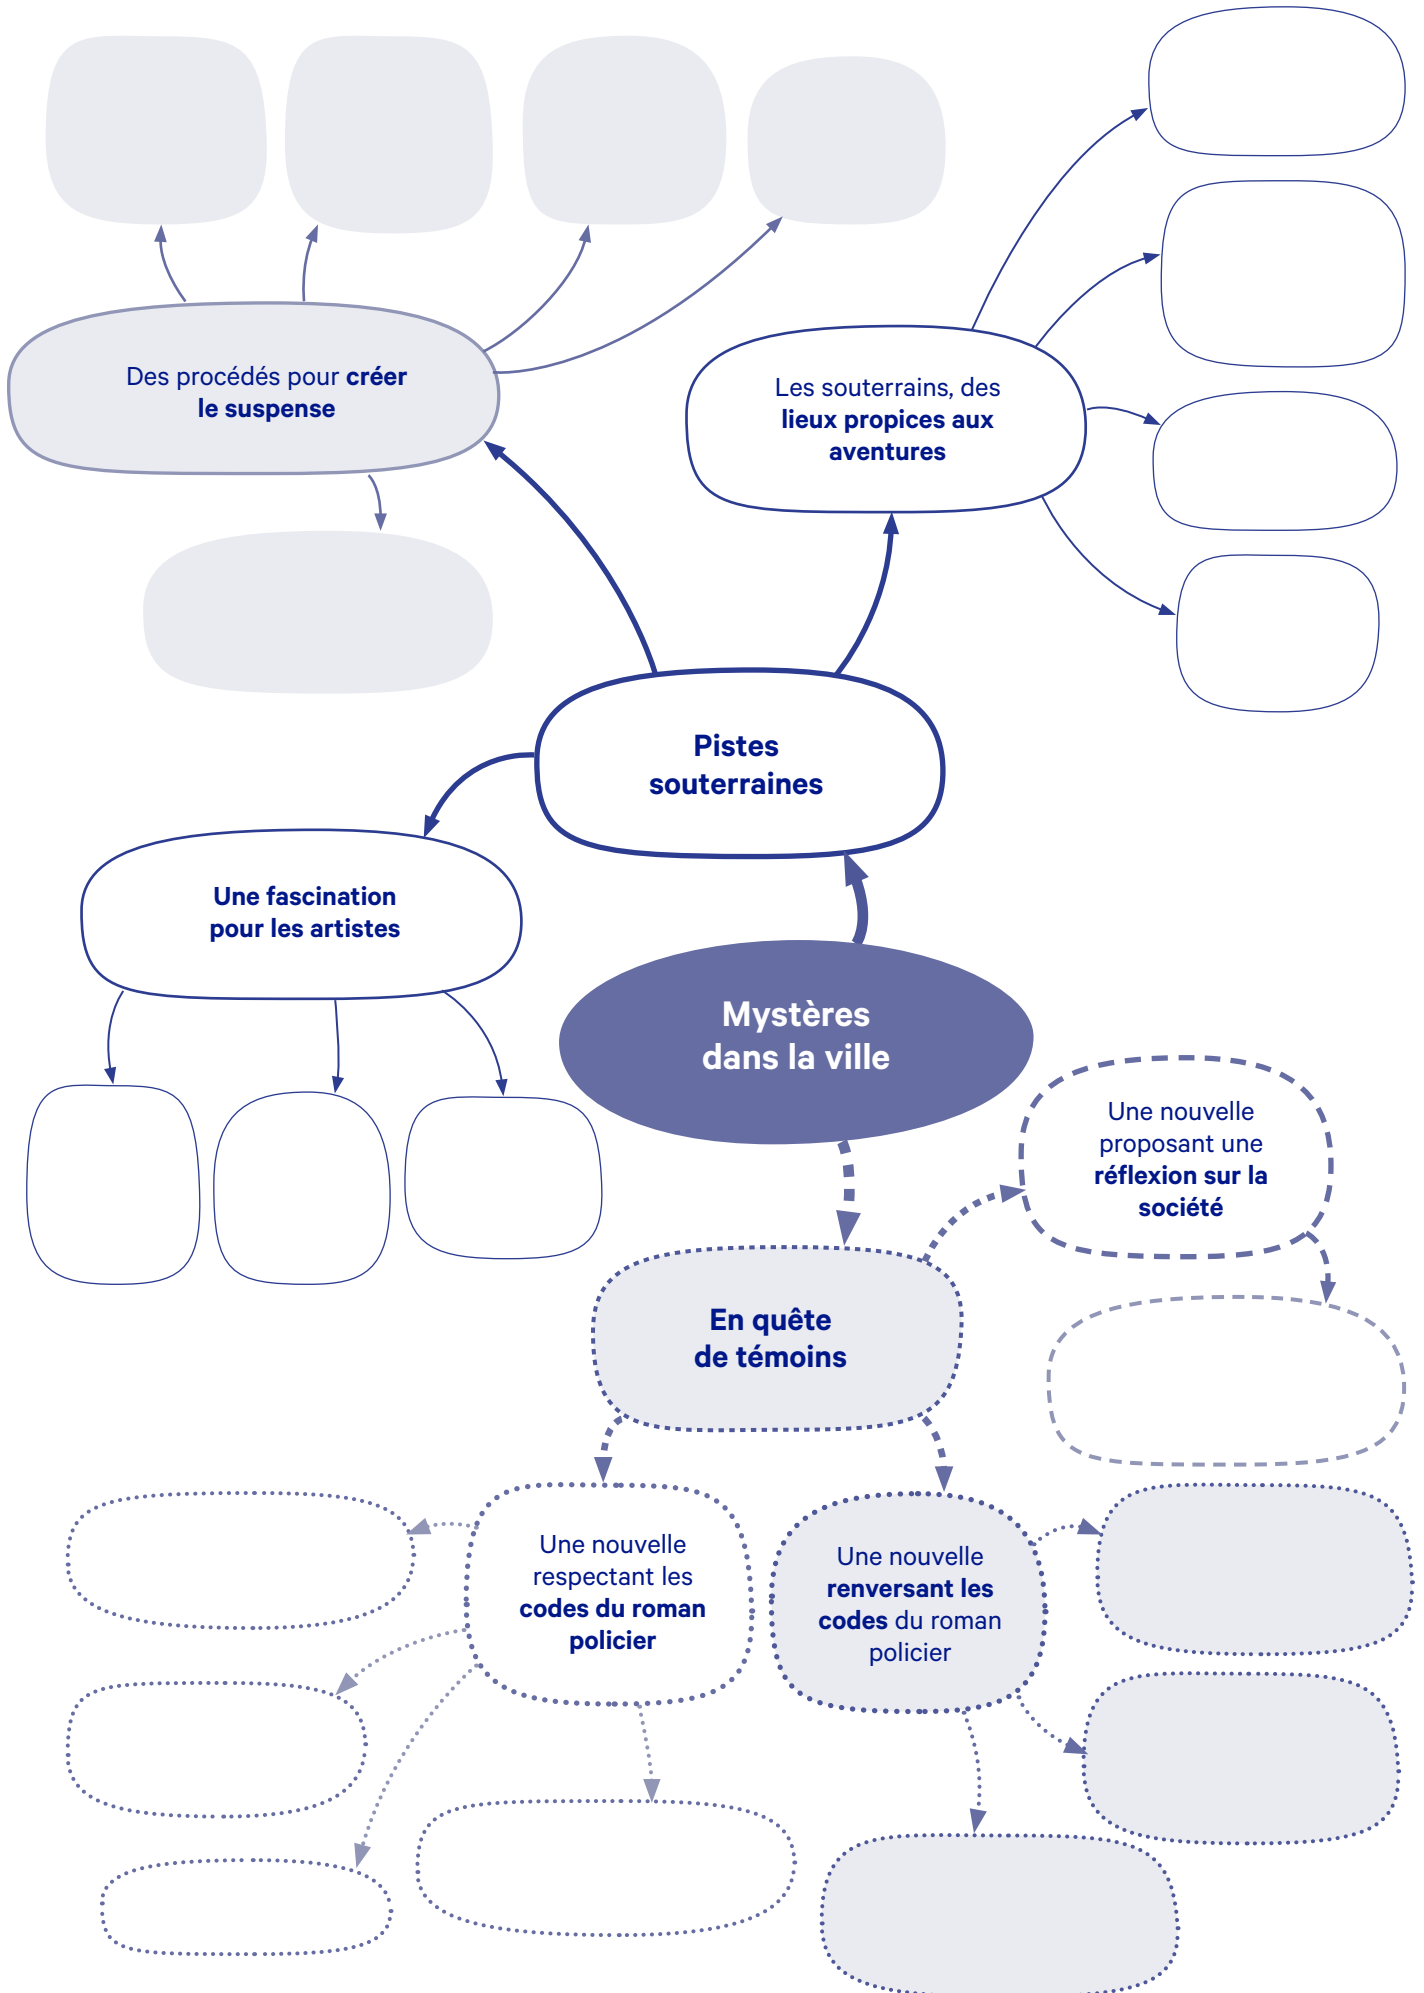 Des procédés pour créer
le suspense
Les souterrains, des
lieux propices aux
aventures
Pistes
souterraines
Une fascination
pour les artistes
Mystères
dans la ville
Une nouvelle
proposant une
réflexion sur la
société
En quête
de témoins
Une nouvelle
respectant les
codes du roman
policier
Une nouvelle
renversant les
codes du roman
policier